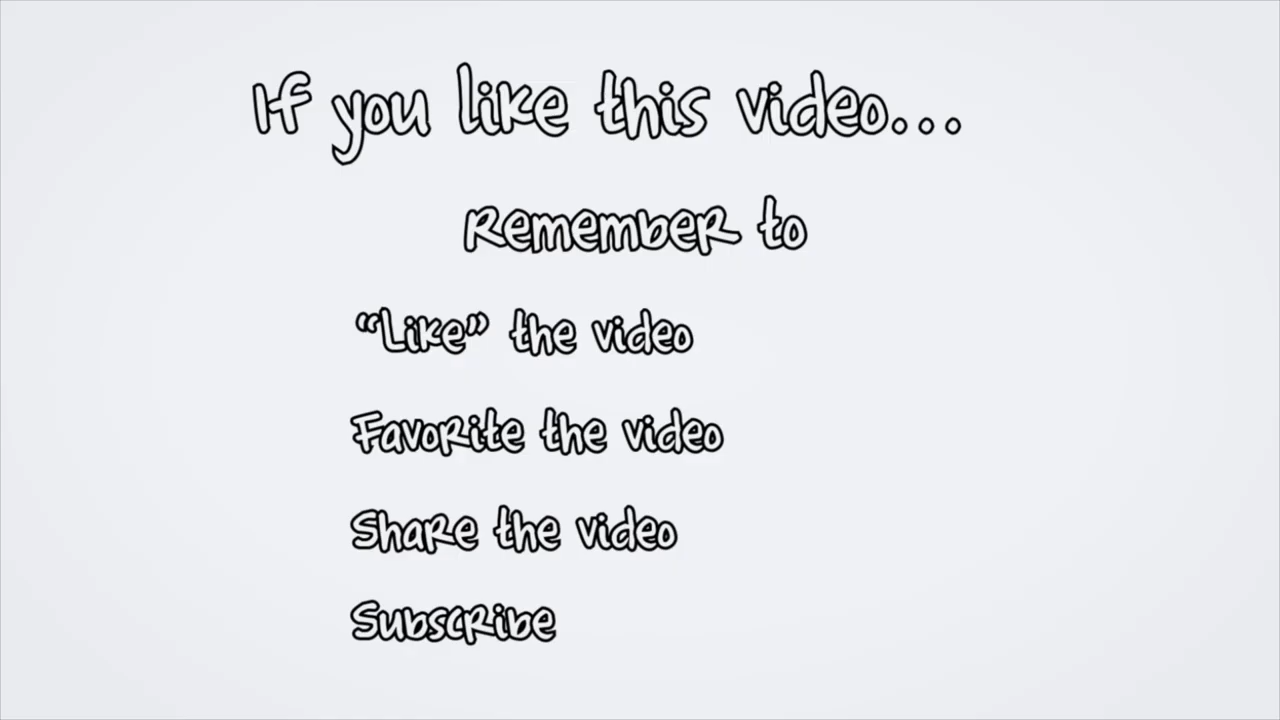 If you like this video...
Remember to
“Like” the video
Favorite the video
Share the video
Subscribe